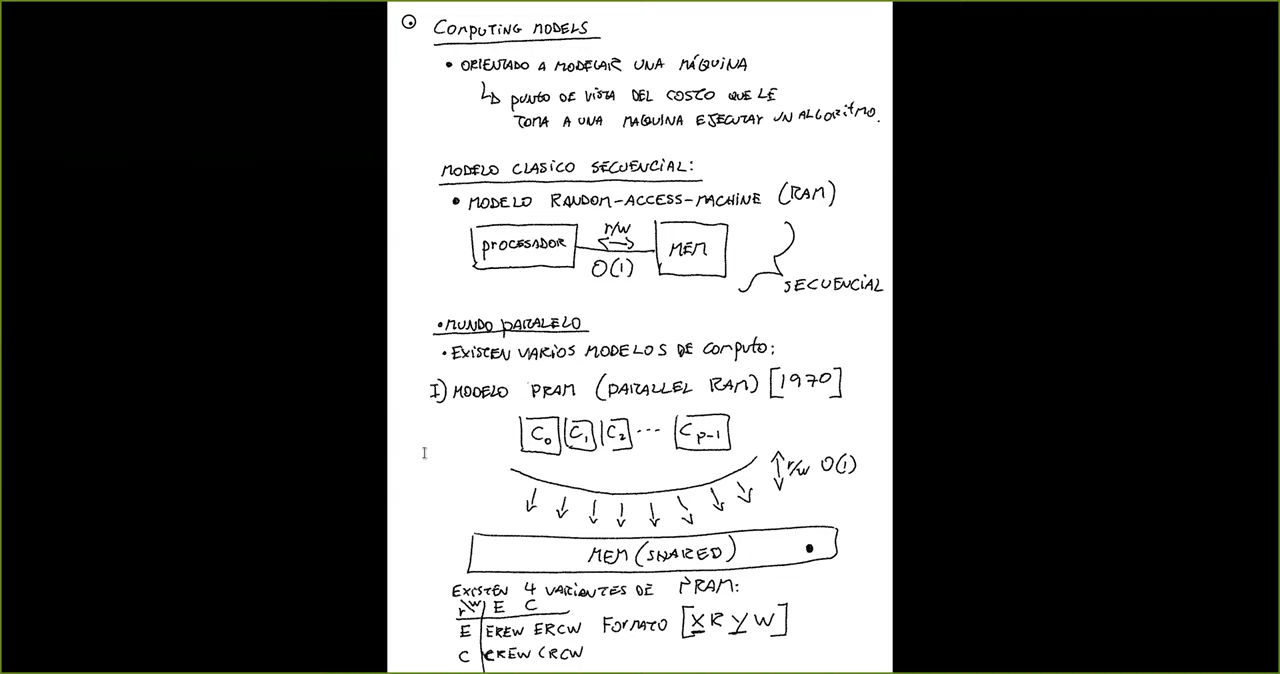 COMPUTING MODELS
• ORIENTADO A MODELAR UNA MÁQUINA
PUNTO DE VISTA DEL COSTO QUE LE
TOMA A UNA MAQUINA EJECUTAR UN ALGORITMO.
MODELO CLASICO SECUENCIAL:
• MODELO RANDOM-ACCESS-MACHINE (RAM)
PROCESADOR r/w O(1) MEM
SECUENCIAL
• MUNDO PARALELO
• EXISTEN VARIOS MODELOS DE COMPUTO:
I) MODELO PRAM (PARALLEL RAM) [1970]
C0 C1 C2 ... Cp-1
r/w O(1)
MEM (SHARED)
EXISTEN 4 VARIANTES DE PRAM:
r\w E C
E EREW ERCW FORMATO [XRYW]
C CREW CRCW